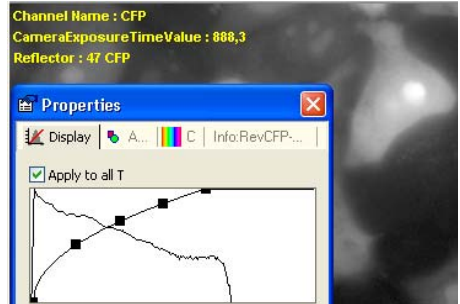 Channel Name : CFP
CameraExposureTimeValue : 888,3
Reflector : 47 CFP
Properties
Display A... C Info:RevCFP-...
Apply to all T